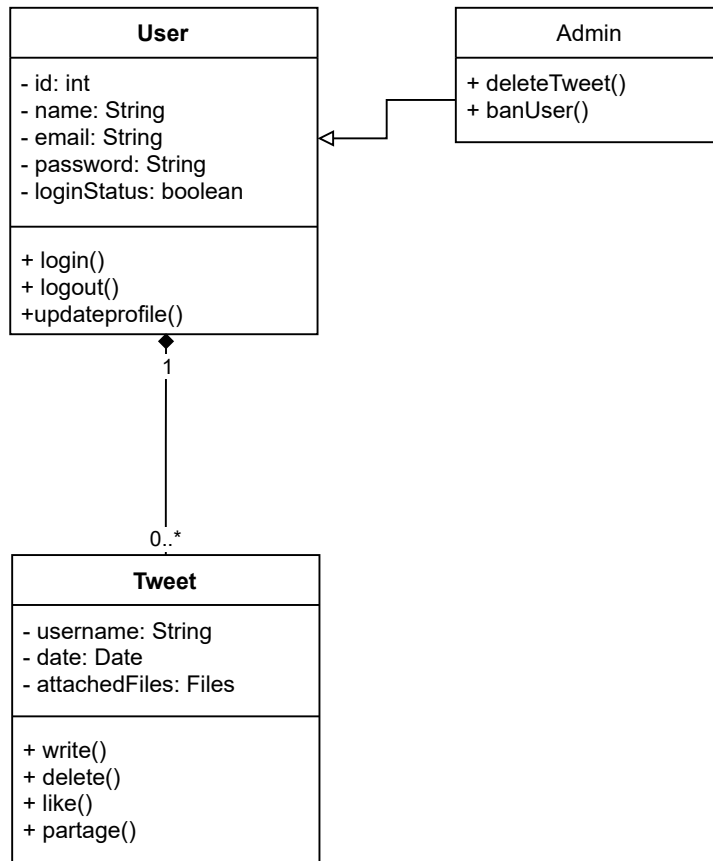 User
- id: int
- name: String
- email: String
- password: String
- loginStatus: boolean
+ login()
+ logout()
+updateprofile()
Admin
+ deleteTweet()
+ banUser()
1
0..*
Tweet
- username: String
- date: Date
- attachedFiles: Files
+ write()
+ delete()
+ like()
+ partage()